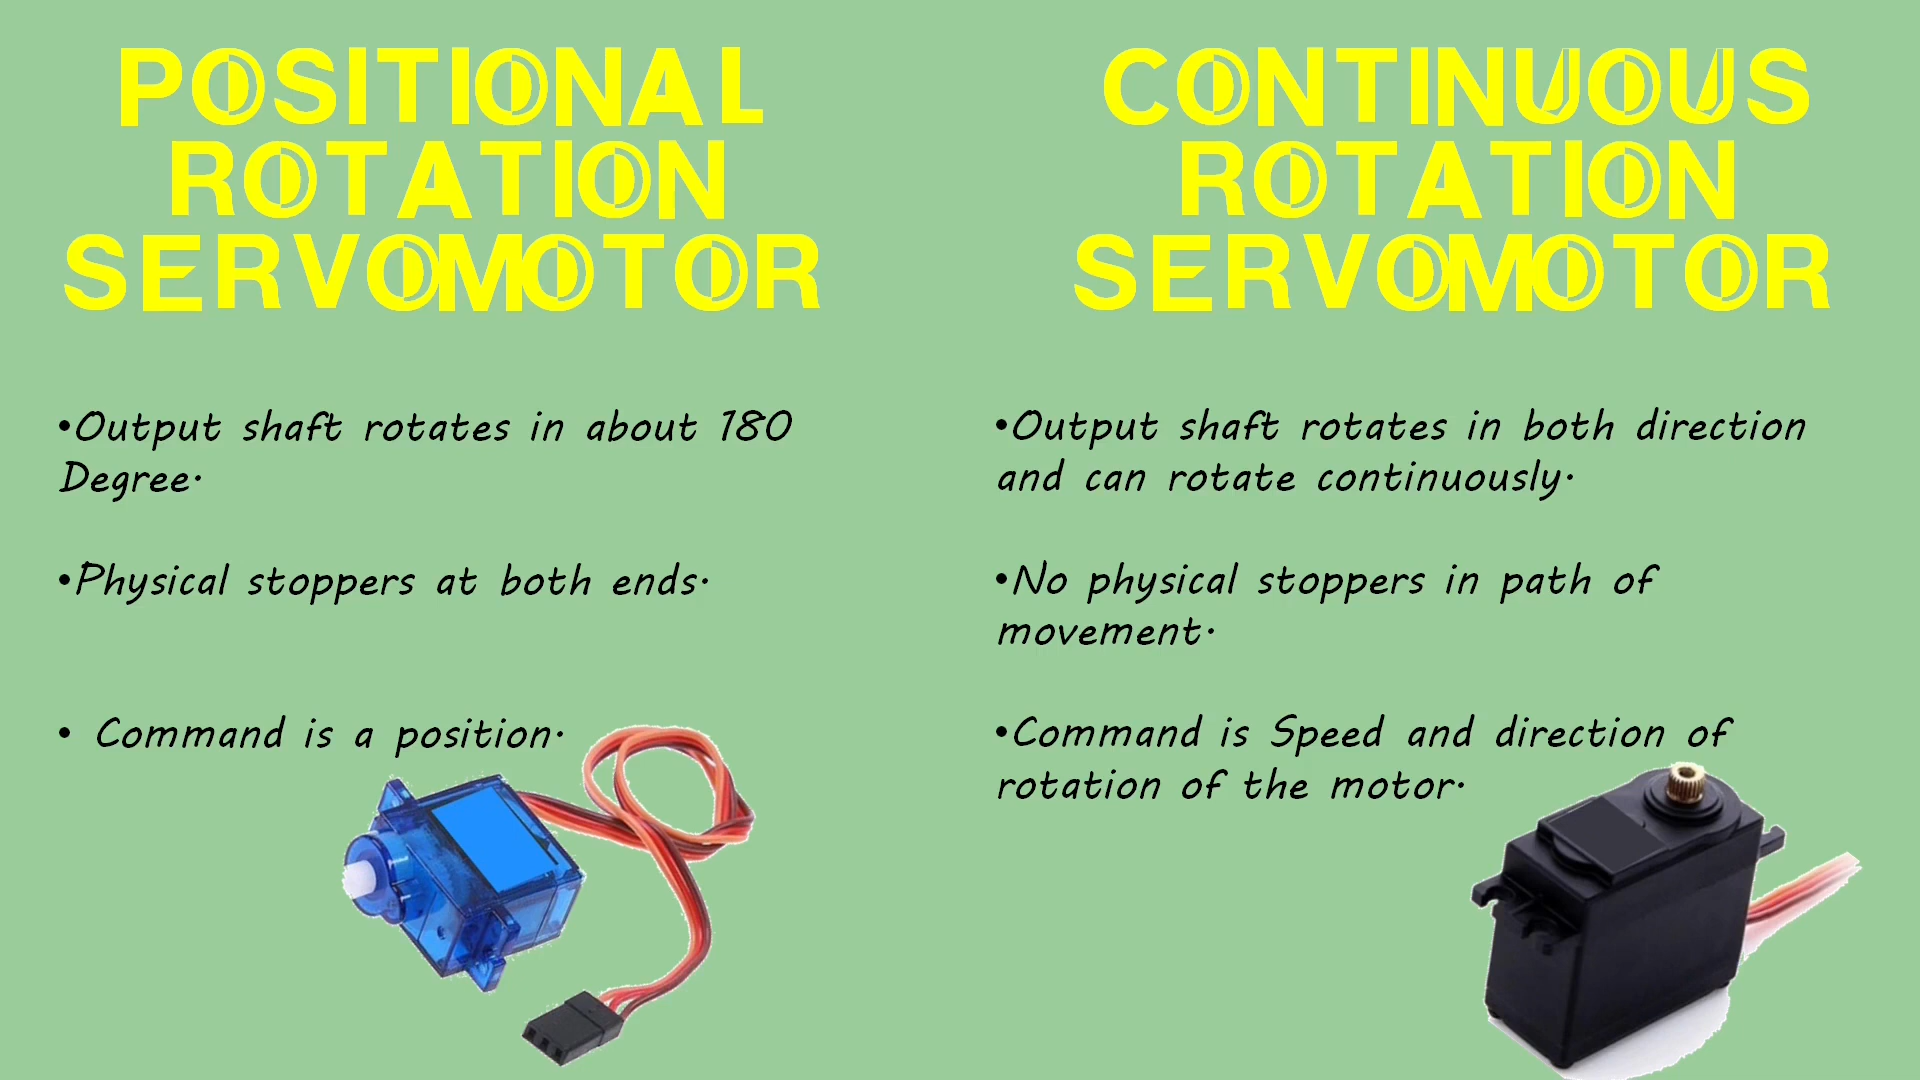 POSITIONAL
ROTATION
SERVOMOTOR
•Output shaft rotates in about 180
Degree.
•Physical stoppers at both ends.
• Command is a position.
CONTINUOUS
ROTATION
SERVOMOTOR
•Output shaft rotates in both direction
and can rotate continuously.
•No physical stoppers in path of
movement.
•Command is Speed and direction of
rotation of the motor.